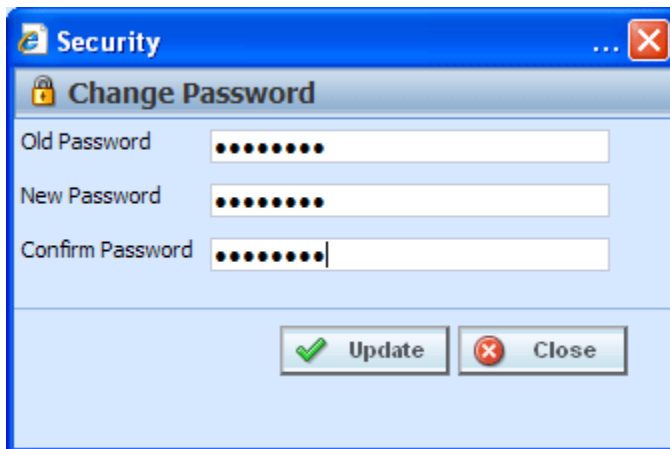 Security ...
Change Password
Old Password ●●●●●●●●
New Password ●●●●●●●●
Confirm Password ●●●●●●●●
Update Close